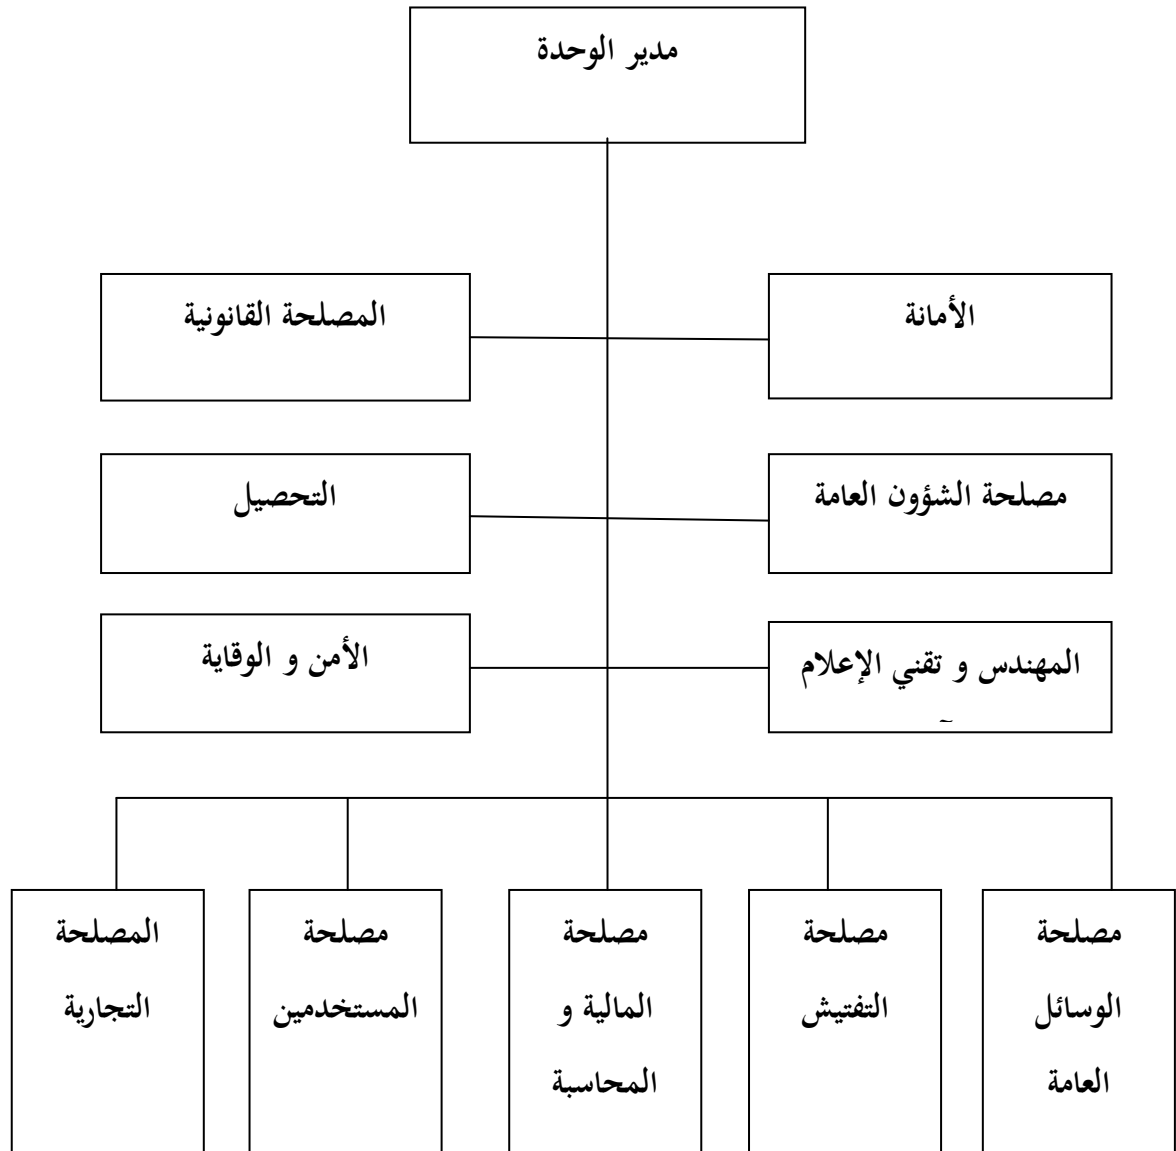 مدير الوحدة
الأمانة
المصلحة القانونية
مصلحة الشؤون العامة
التحصيل
المهندس و تقني الإعلام
الأمن و الوقاية
مصلحة
الوسائل
العامة
مصلحة
التفتيش
مصلحة
المالية و
المحاسبة
مصلحة
المستخدمين
المصلحة
التجارية